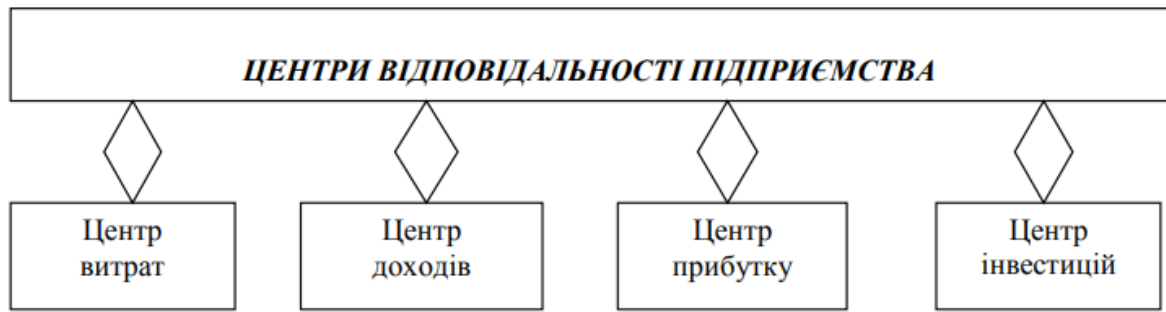 ЦЕНТРИ ВІДПОВІДАЛЬНОСТІ ПІДПРИЄМСТВА
Центр
витрат
Центр
доходів
Центр
прибутку
Центр
інвестицій